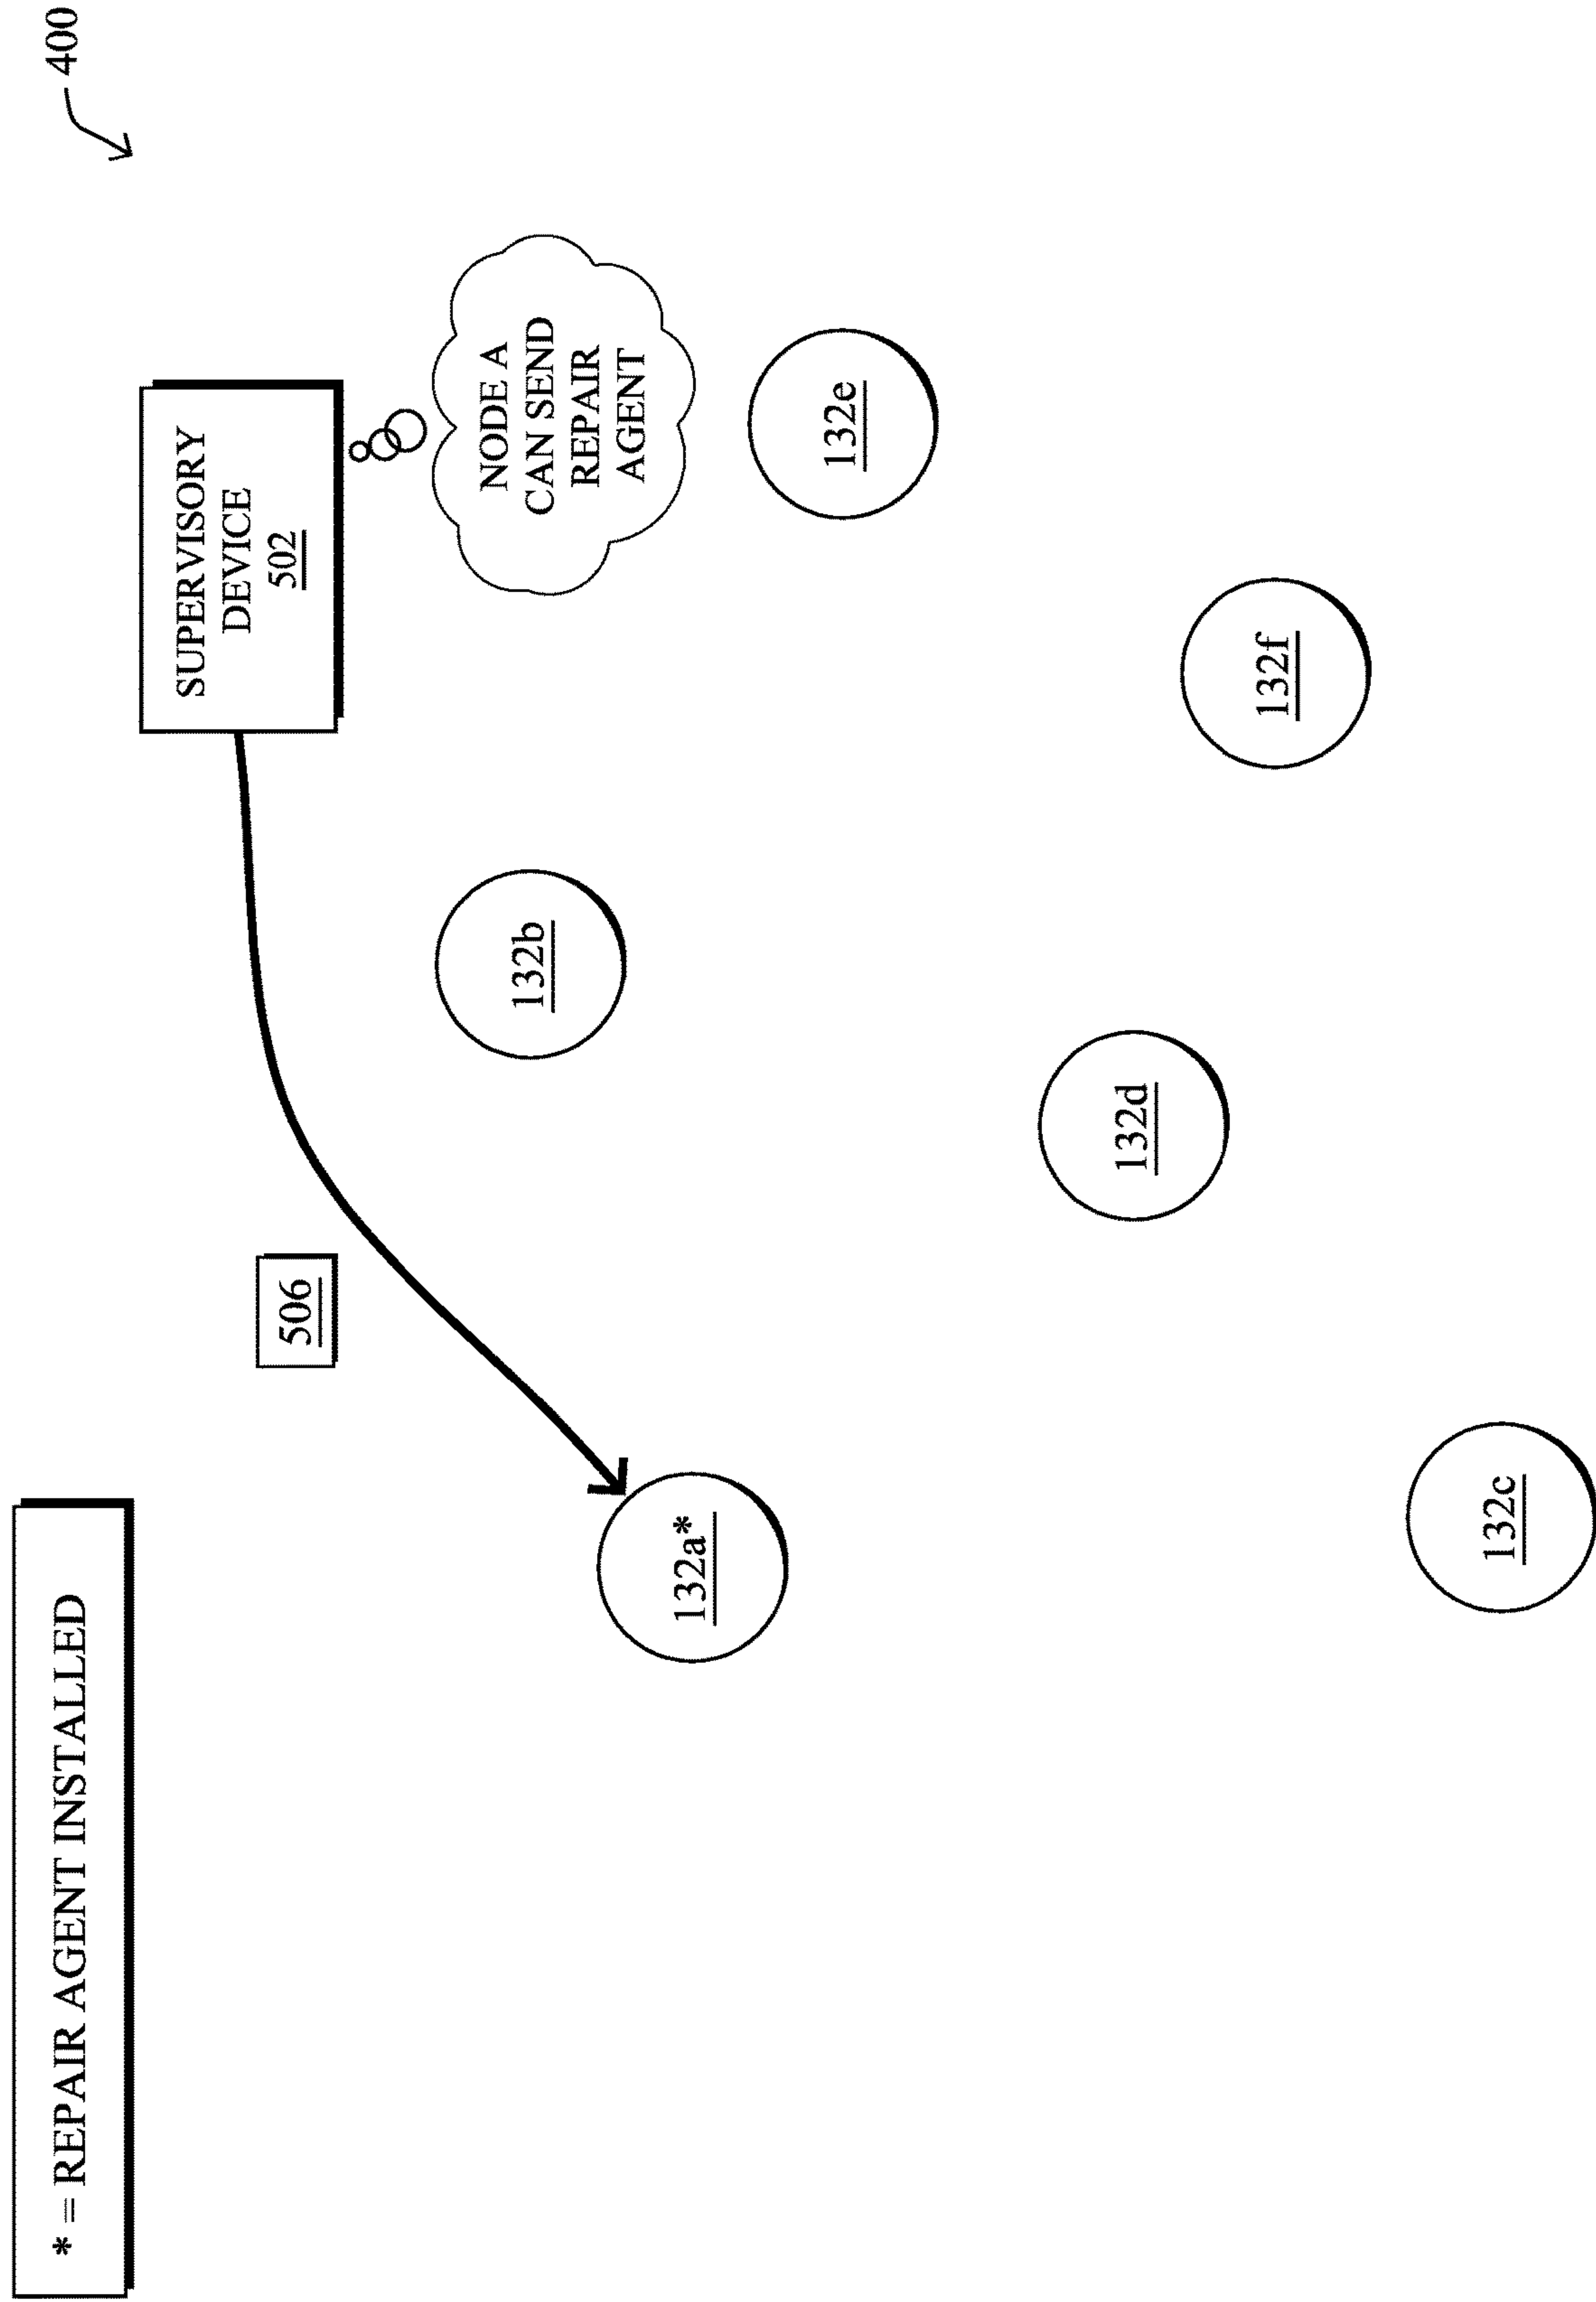 * = REPAIR AGENT INSTALLED
400
SUPERVISORY
DEVICE
502
506
NODE A
CAN SEND
REPAIR
AGENT
132a*
132b
132e
132d
132f
132c